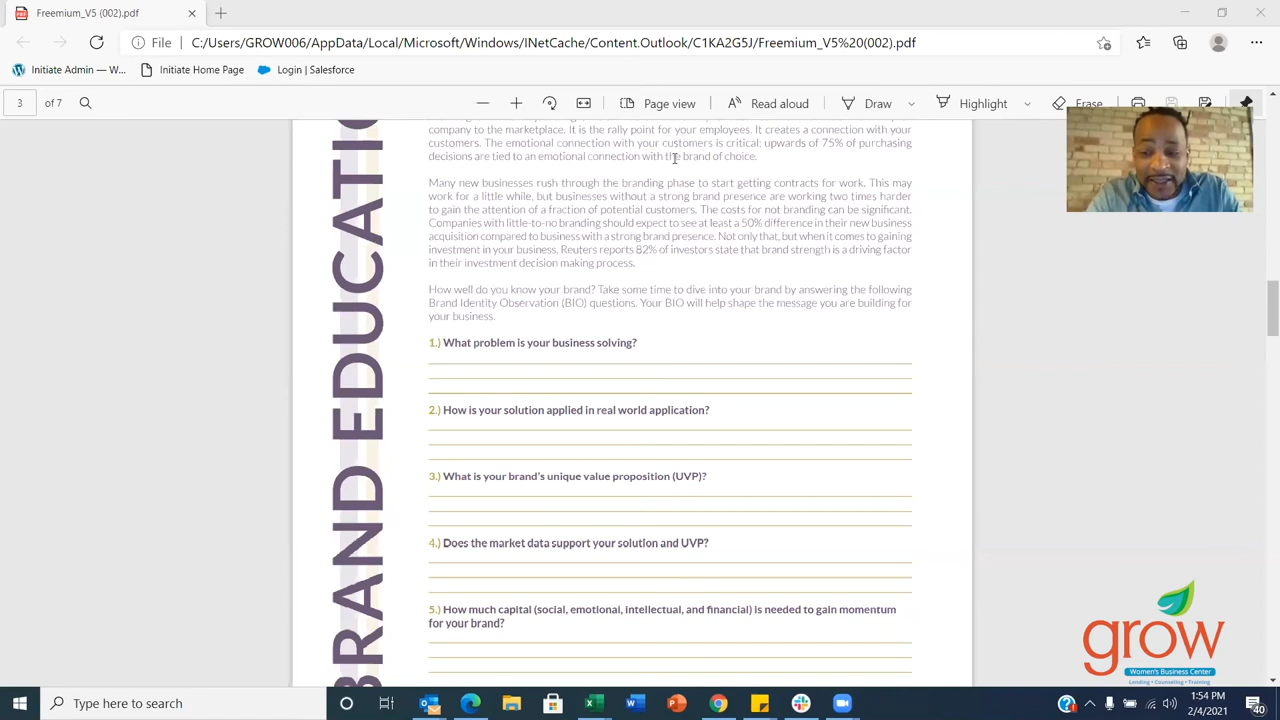 Freemium_V5 (002).pdf
File C:/Users/GROW006/AppData/Local/Microsoft/Windows/INetCache/Content.Outlook/C1KA2G5J/Freemium_V5%20(002).pdf
Initiate Admin — W... Initiate Home Page Login | Salesforce
3 of 7 Page view Read aloud Draw Highlight Erase
company to the marketplace. It is the rally point for your employees. It creates a connection with your
customers. The emotional connection with your customers is critical; upwards of 75% of purchasing
decisions are tied to an emotional connection with the brand of choice.
Many new businesses rush through the branding phase to start getting contracts for work. This may
work for a little while, but businesses without a strong brand presence are working two times harder
to gain the attention of a fraction of potential customers. The costs for not branding can be significant.
Companies with little-to-no branding should expect to see at least a 50% difference in their new business
acquisition compared to business with a strong brand presence. Not only that, but when it comes to gaining
investment in your business, Reuters reports 82% of investors state that brand strength is a driving factor
in their investment decision making process.
How well do you know your brand? Take some time to dive into your brand by answering the following
Brand Identity Observation (BIO) questions. Your BIO will help shape the message you are building for
your business.
1.) What problem is your business solving?
2.) How is your solution applied in real world application?
3.) What is your brand's unique value proposition (UVP)?
4.) Does the market data support your solution and UVP?
5.) How much capital (social, emotional, intellectual, and financial) is needed to gain momentum
for your brand?
BRAND EDUCATIO
grow
Women's Business Center
Lending • Counseling • Training
Type here to search
1:54 PM
2/4/2021
40